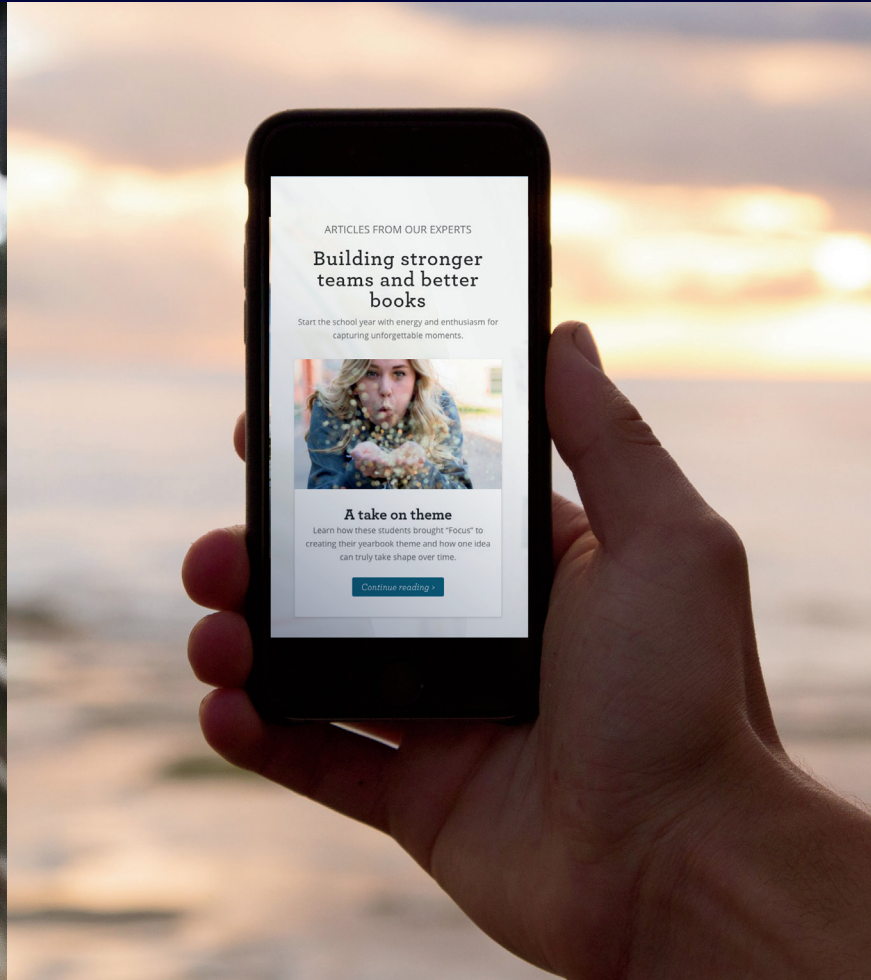 ARTICLES FROM OUR EXPERTS
Building stronger
teams and better
books
Start the school year with energy and enthusiasm for
capturing unforgettable moments.
A take on theme
Learn how these students brought “Focus” to
creating their yearbook theme and how one idea
can truly take shape over time.
Continue reading ›